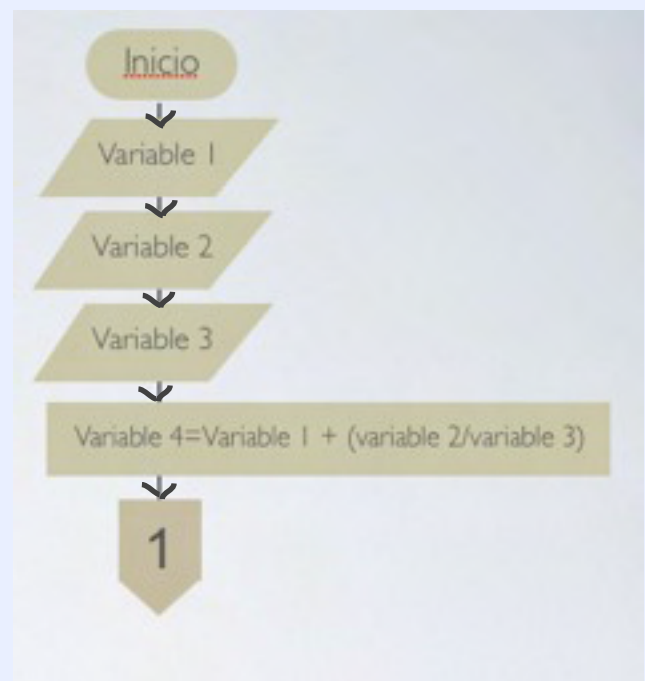 Inicio
Variable 1
Variable 2
Variable 3
Variable 4=Variable 1 + (variable 2/variable 3)
1